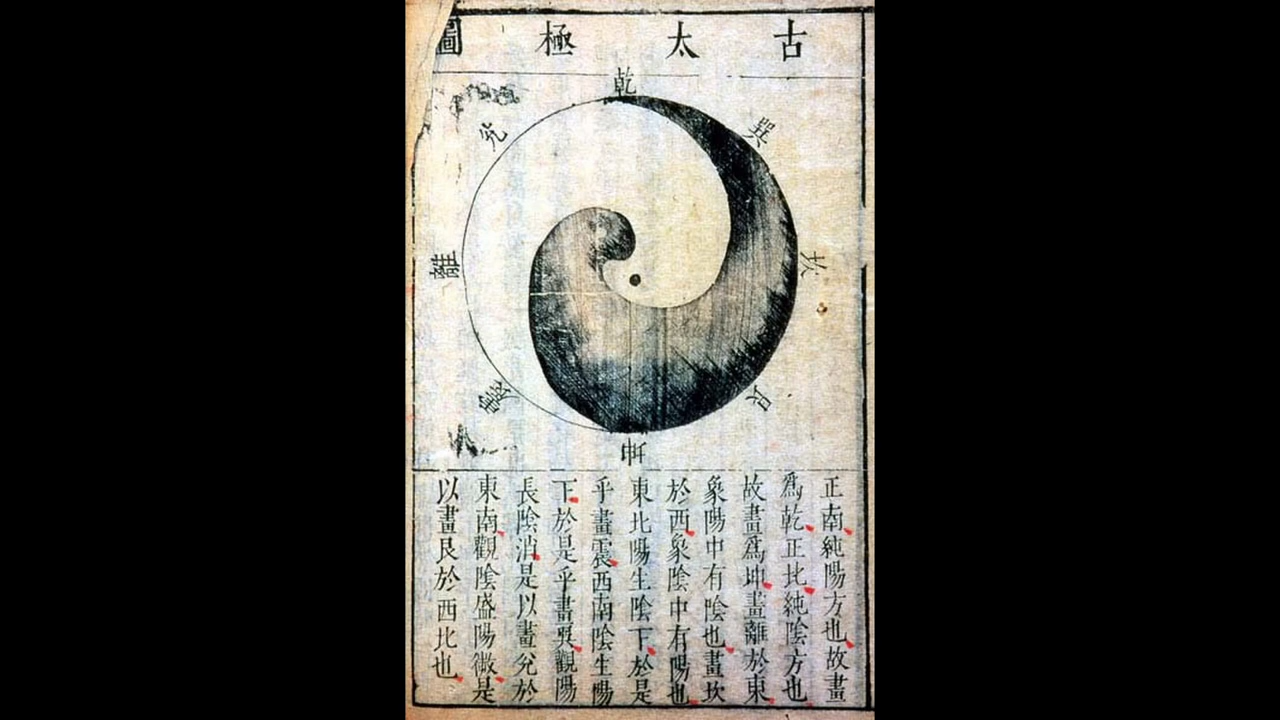 古太極圖
乾
兌
巽
離
坎
震
艮
坤
正南純陽方也故畫
為乾正北純陰方也
故畫為坤畫離於東
象陽中有陰也畫坎
於西象陰中有陽也
東北陽生陰下於是
乎畫震西南陰生陽
下於是乎畫巽觀陽
長陰消是以畫兌於
東南觀陰盛陽微是
以畫艮於西北也